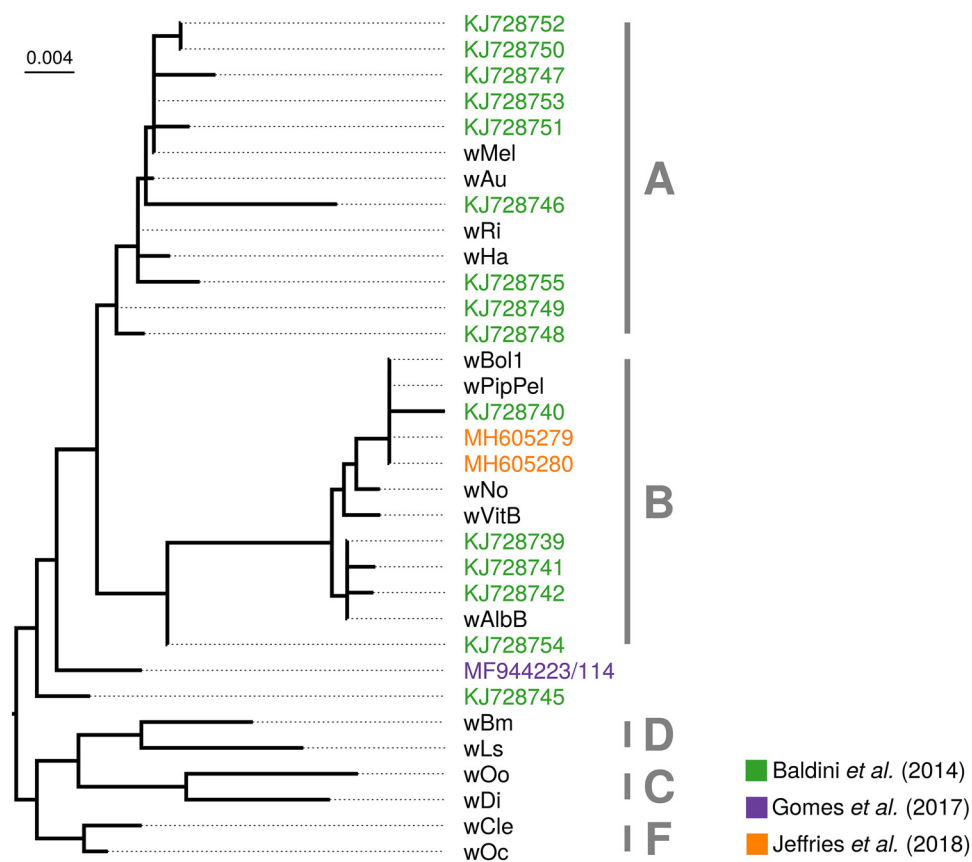 KJ728752
0.004
KJ728750
KJ728747
KJ728753
KJ728751
wMel
A
wAu
KJ728746
wRi
wHa
KJ728755
KJ728749
KJ728748
wBol1
wPipPel
KJ728740
MH605279
MH605280
wNo
B
wVitB
KJ728739
KJ728741
KJ728742
wAlbB
KJ728754
MF944223/114
KJ728745
wBm
D
wLs
wOo
C
wDi
wCle
F
wOc
Baldini et al. (2014)
Gomes et al. (2017)
Jeffries et al. (2018)